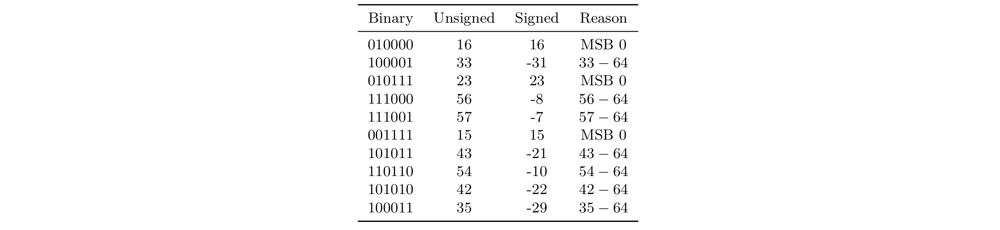 Binary Unsigned Signed Reason
010000 16 16 MSB 0
100001 33 -31 33 − 64
010111 23 23 MSB 0
111000 56 -8 56 − 64
111001 57 -7 57 − 64
001111 15 15 MSB 0
101011 43 -21 43 − 64
110110 54 -10 54 − 64
101010 42 -22 42 − 64
100011 35 -29 35 − 64